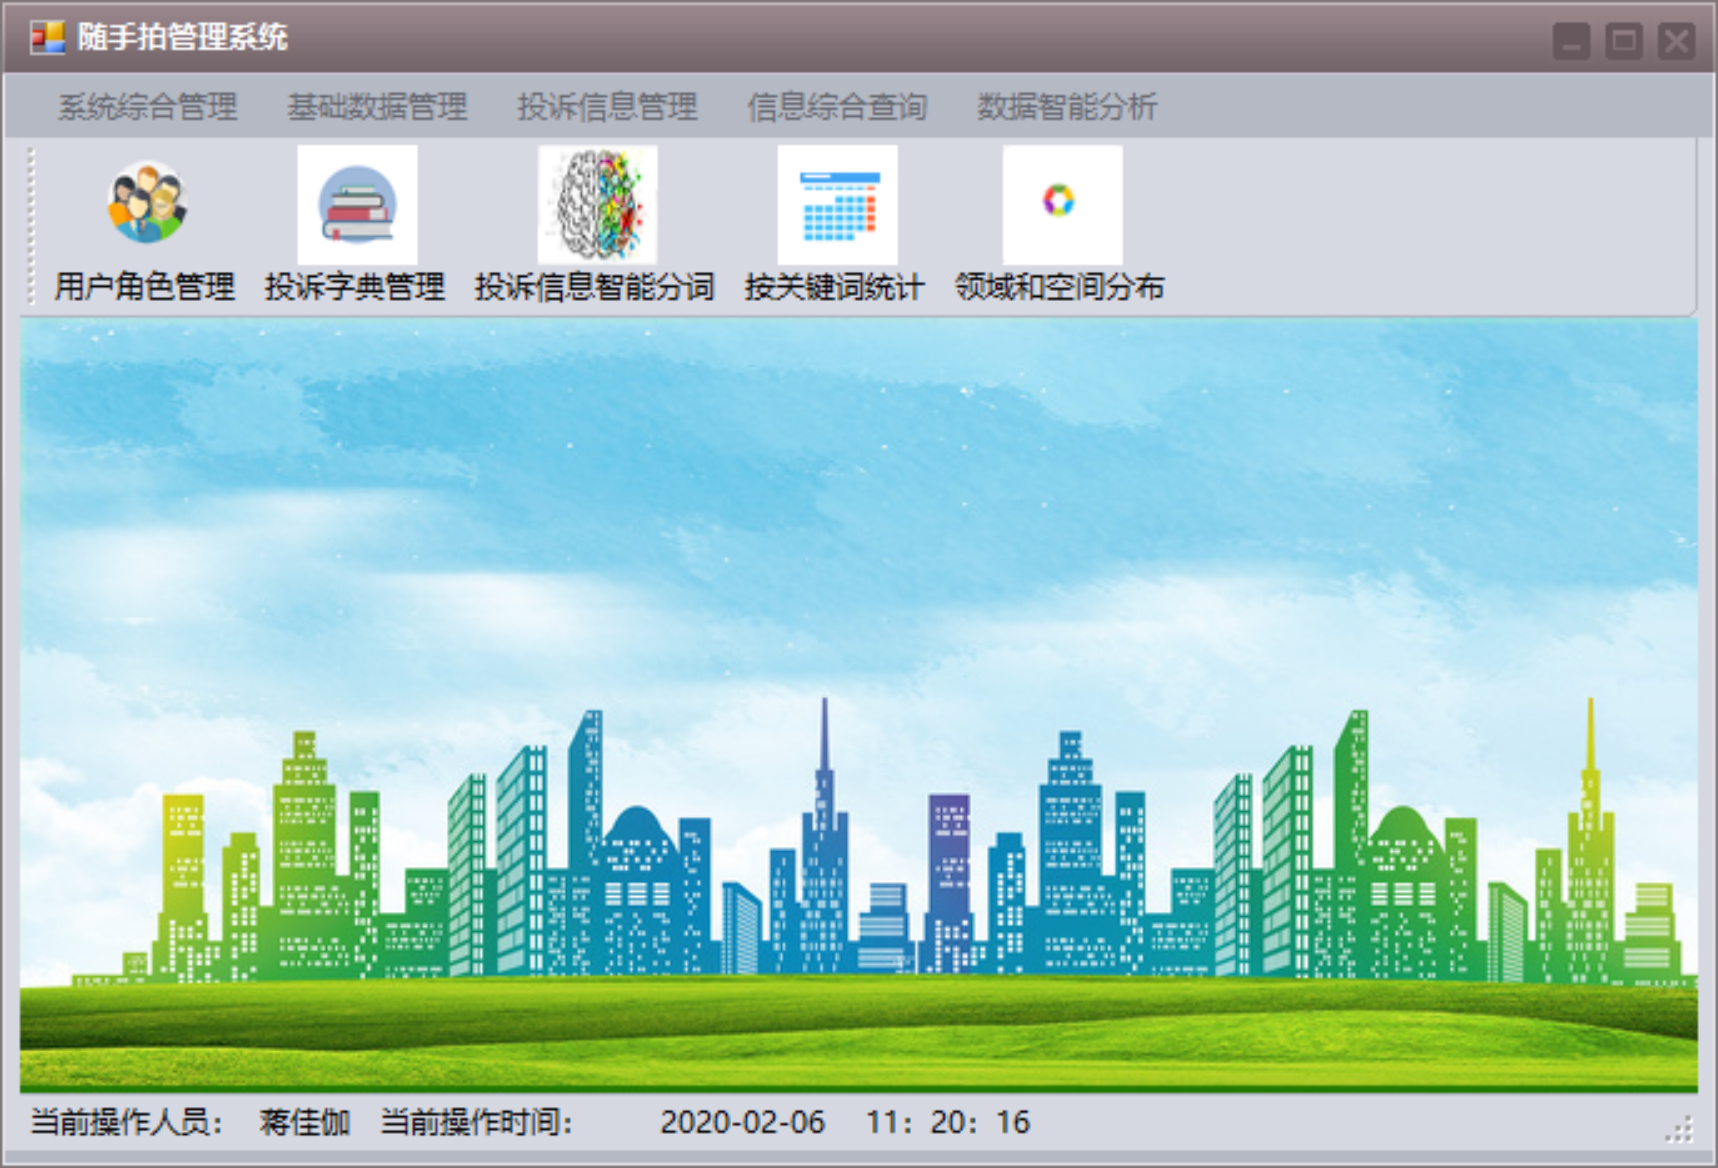 随手拍管理系统
系统综合管理 基础数据管理 投诉信息管理 信息综合查询 数据智能分析
用户角色管理 投诉字典管理 投诉信息智能分词 按关键词统计 领域和空间分布
当前操作人员： 蒋佳伽 当前操作时间： 2020-02-06 11：20：16